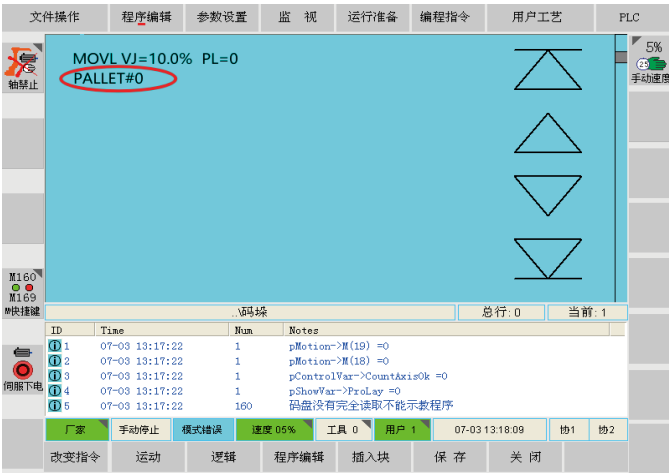 文件操作 程序编辑 参数设置 监 视 运行准备 编程指令 用户工艺 PLC
轴禁止
MOVL VJ=10.0% PL=0
PALLET#0
5%
25
手动速度
M160
M169
M快捷键
伺服下电
..\码垛 总行:0 当前:1
ID Time Num Notes
1 07-03 13:17:22 1 pMotion->M(19) =0
2 07-03 13:17:22 1 pMotion->M(18) =0
3 07-03 13:17:22 1 pControlVar->CountAxisOk =0
4 07-03 13:17:22 1 pShowVar->ProLay =0
5 07-03 13:17:22 160 码盘没有完全读取不能示教程序
厂家 手动停止 模式错误 速度 05% 工具 0 用户 1 07-03 13:18:09 协1 协2
改变指令 运动 逻辑 程序编辑 插入块 保 存 关 闭